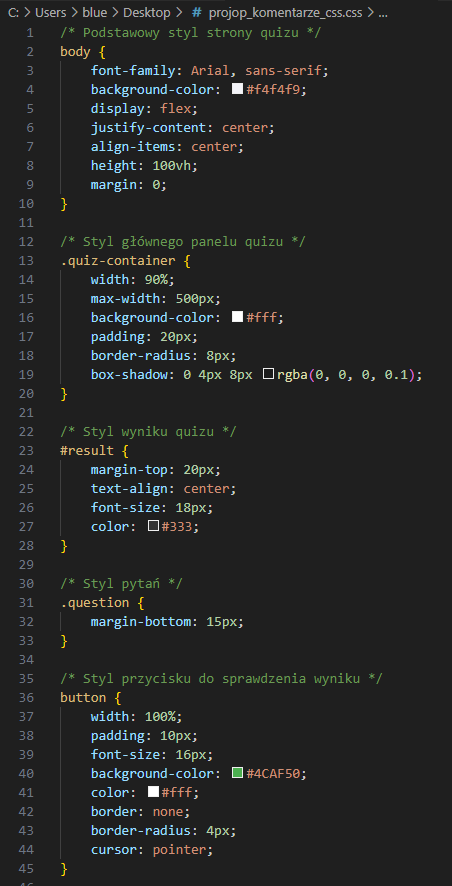 C: > Users > blue > Desktop > # projop_komentarze_css.css > ...
1 /* Podstawowy styl strony quizu */
2 body {
3     font-family: Arial, sans-serif;
4     background-color: #f4f4f9;
5     display: flex;
6     justify-content: center;
7     align-items: center;
8     height: 100vh;
9     margin: 0;
10 }
11
12 /* Styl głównego panelu quizu */
13 .quiz-container {
14     width: 90%;
15     max-width: 500px;
16     background-color: #fff;
17     padding: 20px;
18     border-radius: 8px;
19     box-shadow: 0 4px 8px rgba(0, 0, 0, 0.1);
20 }
21
22 /* Styl wyniku quizu */
23 #result {
24     margin-top: 20px;
25     text-align: center;
26     font-size: 18px;
27     color: #333;
28 }
29
30 /* Styl pytań */
31 .question {
32     margin-bottom: 15px;
33 }
34
35 /* Styl przycisku do sprawdzenia wyniku */
36 button {
37     width: 100%;
38     padding: 10px;
39     font-size: 16px;
40     background-color: #4CAF50;
41     color: #fff;
42     border: none;
43     border-radius: 4px;
44     cursor: pointer;
45 }